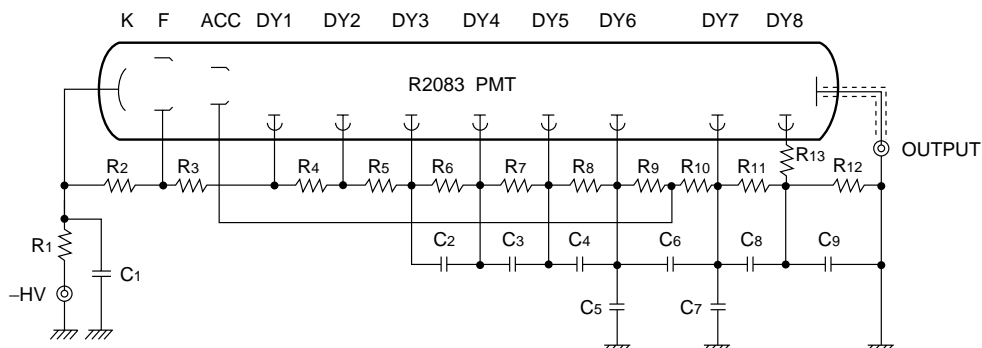 K F ACC DY1 DY2 DY3 DY4 DY5 DY6 DY7 DY8
R2083 PMT
OUTPUT
R2 R3 R4 R5 R6 R7 R8 R9 R10 R11 R13 R12
R1 C1 C2 C3 C4 C6 C8 C9
–HV
C5 C7